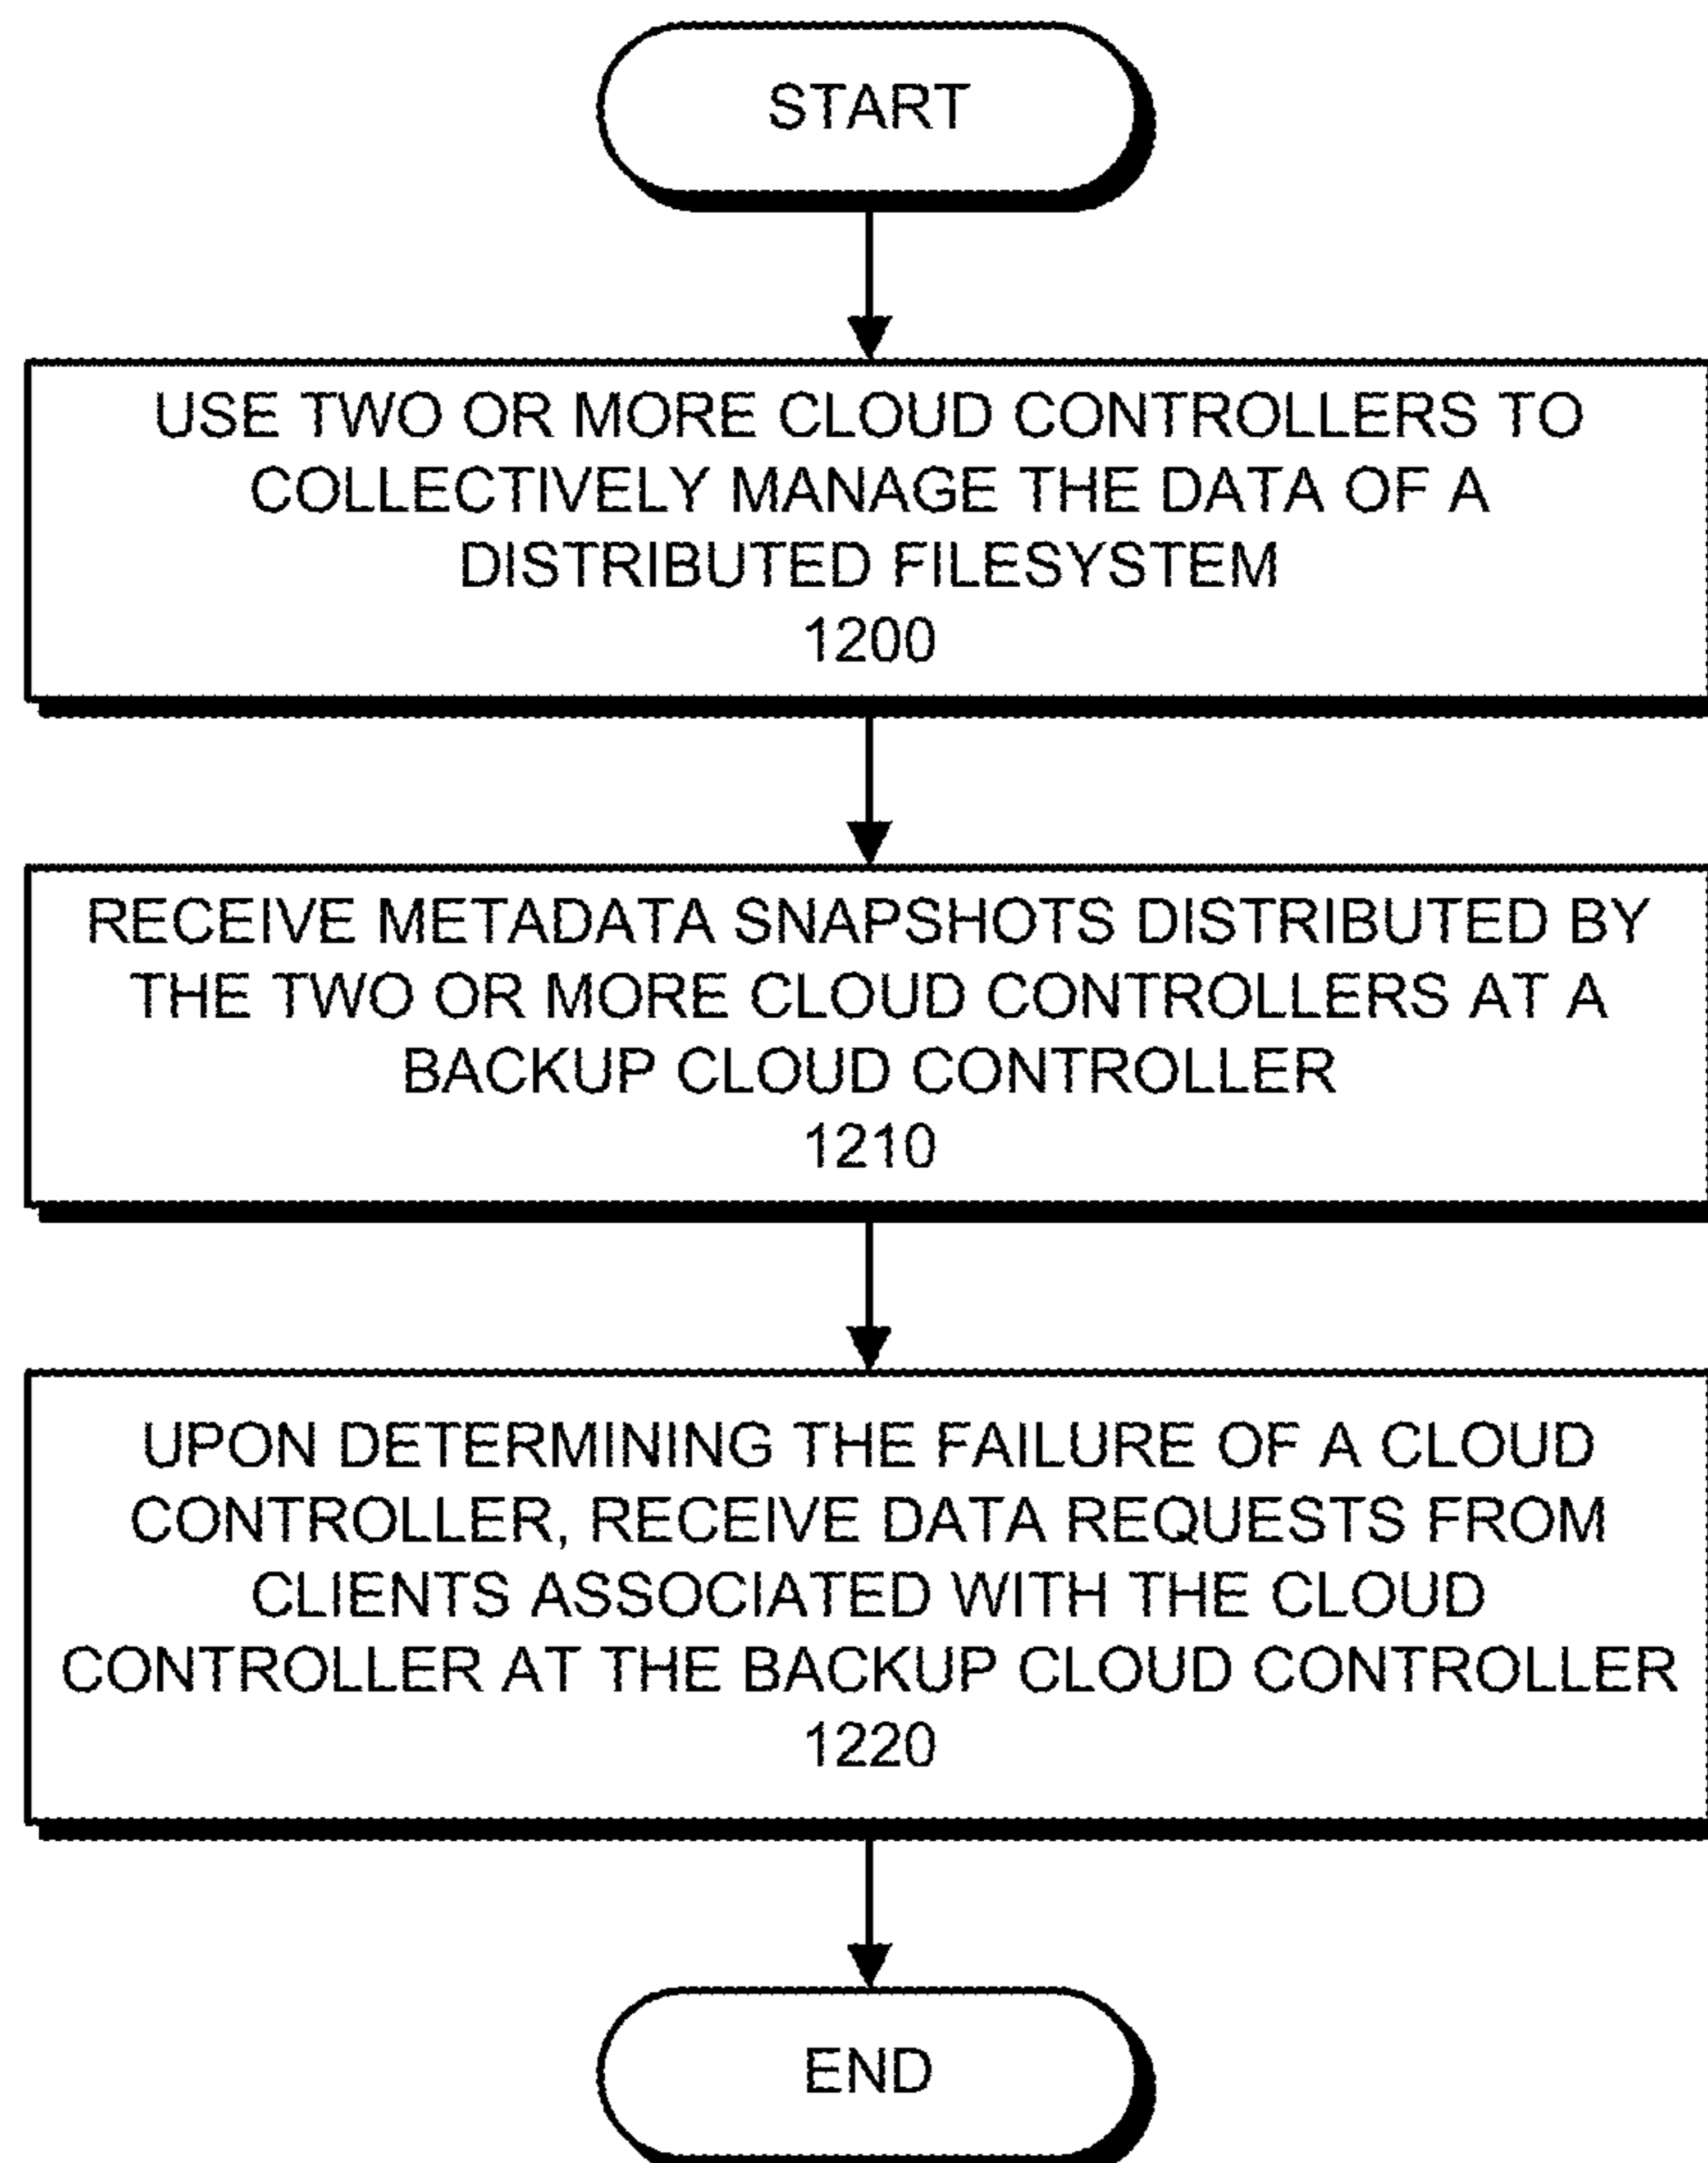 START
USE TWO OR MORE CLOUD CONTROLLERS TO
COLLECTIVELY MANAGE THE DATA OF A
DISTRIBUTED FILESYSTEM
1200
RECEIVE METADATA SNAPSHOTS DISTRIBUTED BY
THE TWO OR MORE CLOUD CONTROLLERS AT A
BACKUP CLOUD CONTROLLER
1210
UPON DETERMINING THE FAILURE OF A CLOUD
CONTROLLER, RECEIVE DATA REQUESTS FROM
CLIENTS ASSOCIATED WITH THE CLOUD
CONTROLLER AT THE BACKUP CLOUD CONTROLLER
1220
END